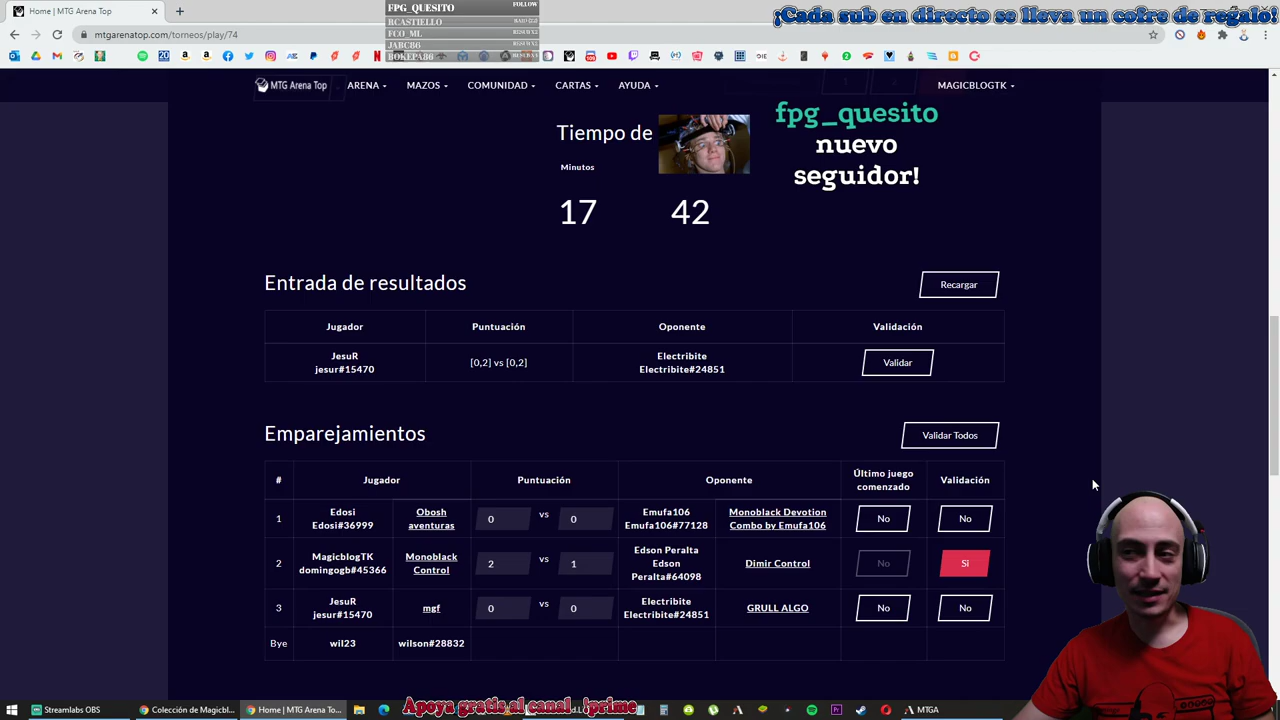 Home | MTG Arena Top
FPG_QUESITO FOLLOW
RCASTIELLO
FCO_ML
JABC86
BOKEPA86
¡Cada sub en directo se lleva un cofre de regalo!
mtgarenatop.com/torneos/play/74
MTG Arena Top
ARENA
MAZOS
COMUNIDAD
CARTAS
AYUDA
MAGICBLOGTK
Tiempo de
Minutos
17 42
fpg_quesito
nuevo
seguidor!
Entrada de resultados
Recargar
Jugador Puntuación Oponente Validación
JesuR
jesur#15470
[0,2] vs [0,2]
Electribite
Electribite#24851
Validar
Emparejamientos
Validar Todos
# Jugador Puntuación Oponente Último juego
comenzado
Validación
1 Edosi
Edosi#36999
Obosh
aventuras
0 vs 0
Emufa106
Emufa106#77128
Monoblack Devotion
Combo by Emufa106
No No
2 MagicblogTK
domingogb#45366
Monoblack
Control
2 vs 1
Edson Peralta
Edson
Peralta#64098
Dimir Control
No Si
3 JesuR
jesur#15470
mgf
0 vs 0
Electribite
Electribite#24851
GRULL ALGO
No No
Bye wil23 wilson#28832
Streamlabs OBS
Colección de Magicbl
Home | MTG Arena To
Apoya gratis al canal !prime
MTGA